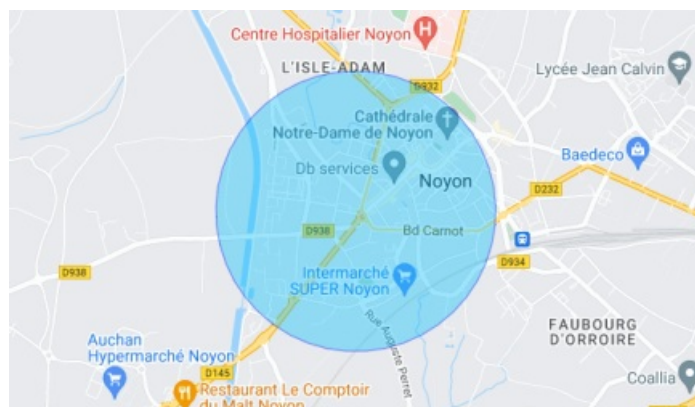 Centre Hospitalier Noyon
L'ISLE-ADAM
D932
Lycée Jean Calvin
Cathédrale
Notre-Dame de Noyon
Baedeco
Db services
Noyon
D232
D938
Bd Carnot
D938
D934
Intermarché
SUPER Noyon
Rue Auguste Perret
FAUBOURG
D'ORROIRE
Auchan
Hypermarché Noyon
D145
Coallia
Restaurant Le Comptoir
du Malt Noyon